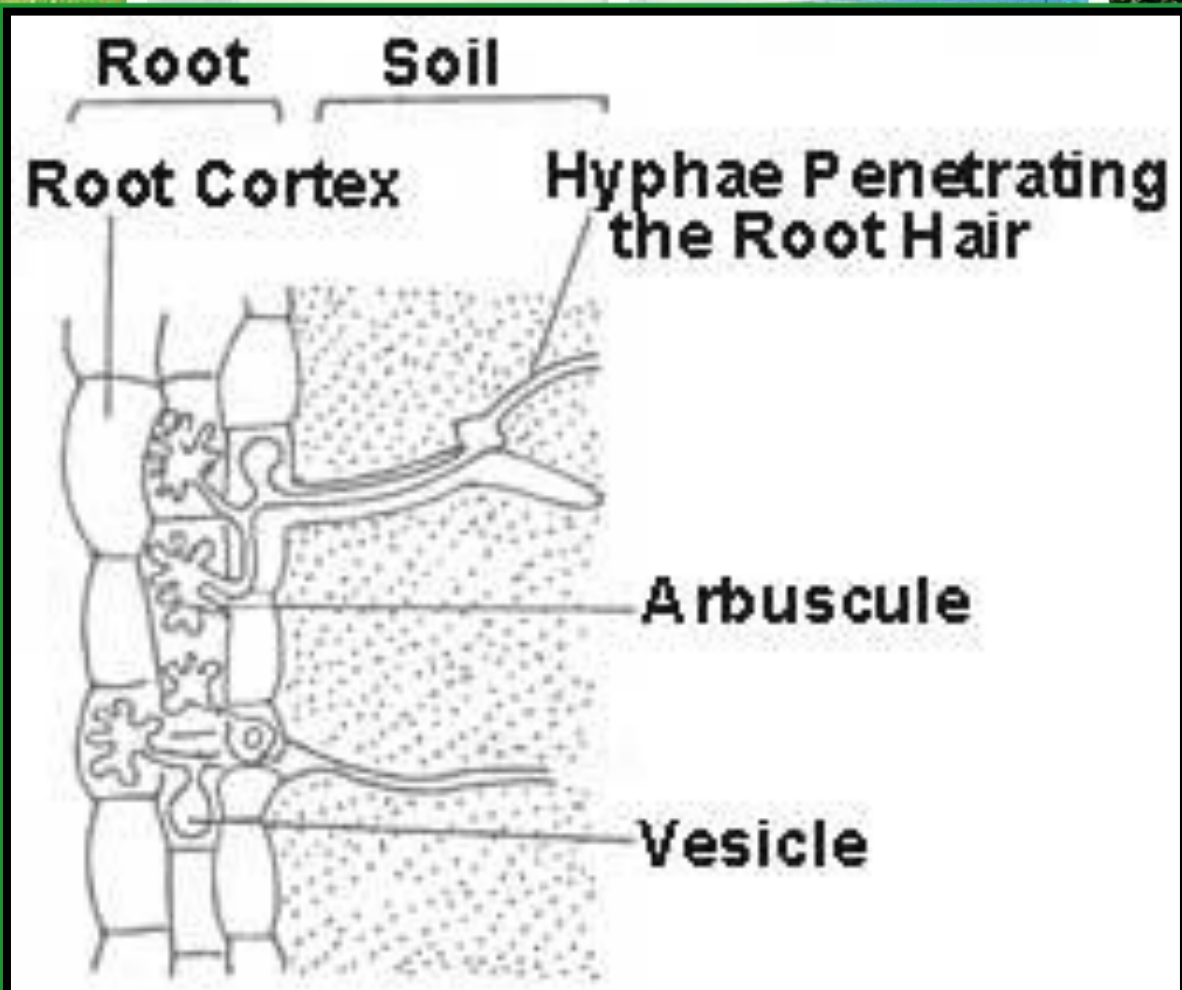 Root
Soil
Root Cortex
Hyphae Penetrating
the Root Hair
Arbuscule
Vesicle